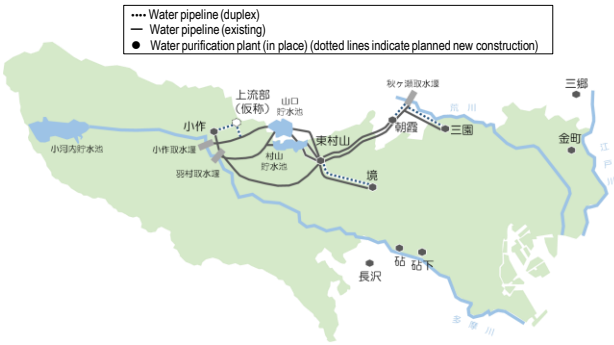 Water pipeline (duplex)
Water pipeline (existing)
Water purification plant (in place) (dotted lines indicate planned new construction)
秋ヶ瀬取水堰
三郷
上流部
(仮称)
山口
貯水池
荒川
小作
朝霞
三園
金町
東村山
小河内貯水池
小作取水堰
村山
貯水池
江戸川
羽村取水堰
境
砧
砧下
長沢
多摩川